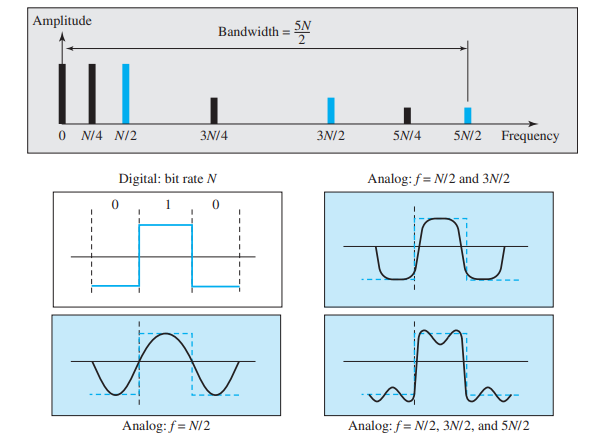 Amplitude
Bandwidth = 5N/2
0 N/4 N/2 3N/4 3N/2 5N/4 5N/2 Frequency
Digital: bit rate N
0 1 0
Analog: f = N/2 and 3N/2
Analog: f = N/2
Analog: f = N/2, 3N/2, and 5N/2